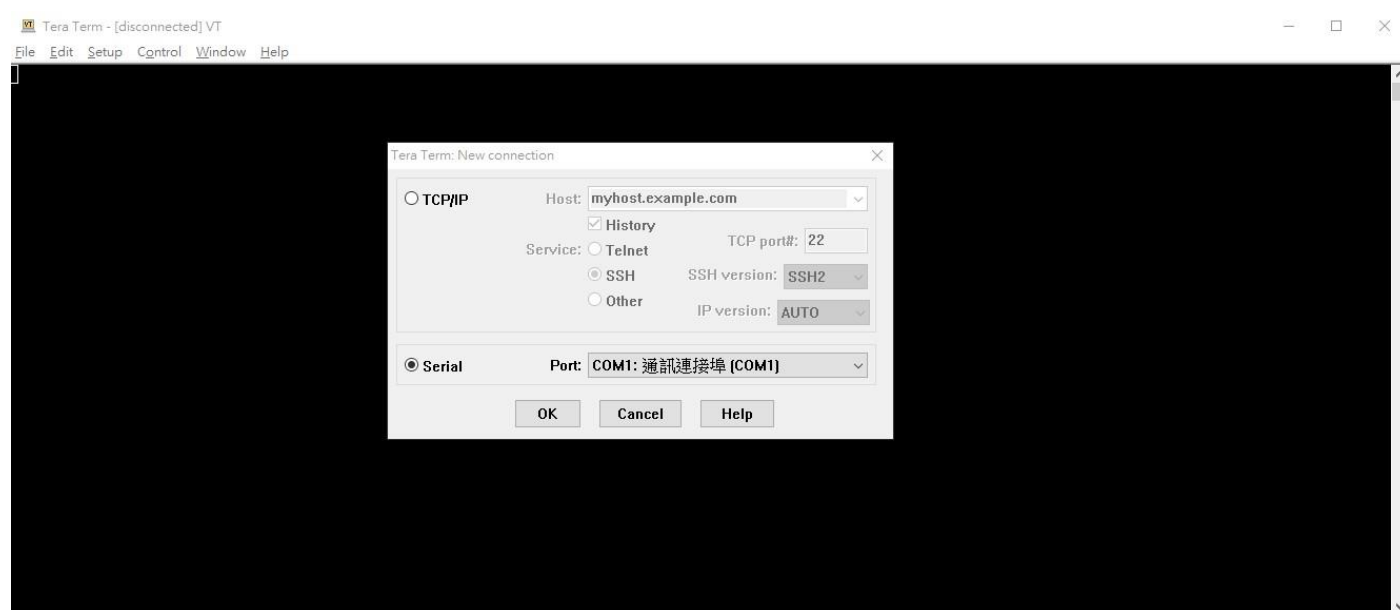 Tera Term - [disconnected] VT
File Edit Setup Control Window Help
Tera Term: New connection
TCP/IP Host: myhost.example.com
History
Service: Telnet TCP port#: 22
SSH SSH version: SSH2
Other IP version: AUTO
Serial Port: COM1: 通訊連接埠 (COM1)
OK Cancel Help